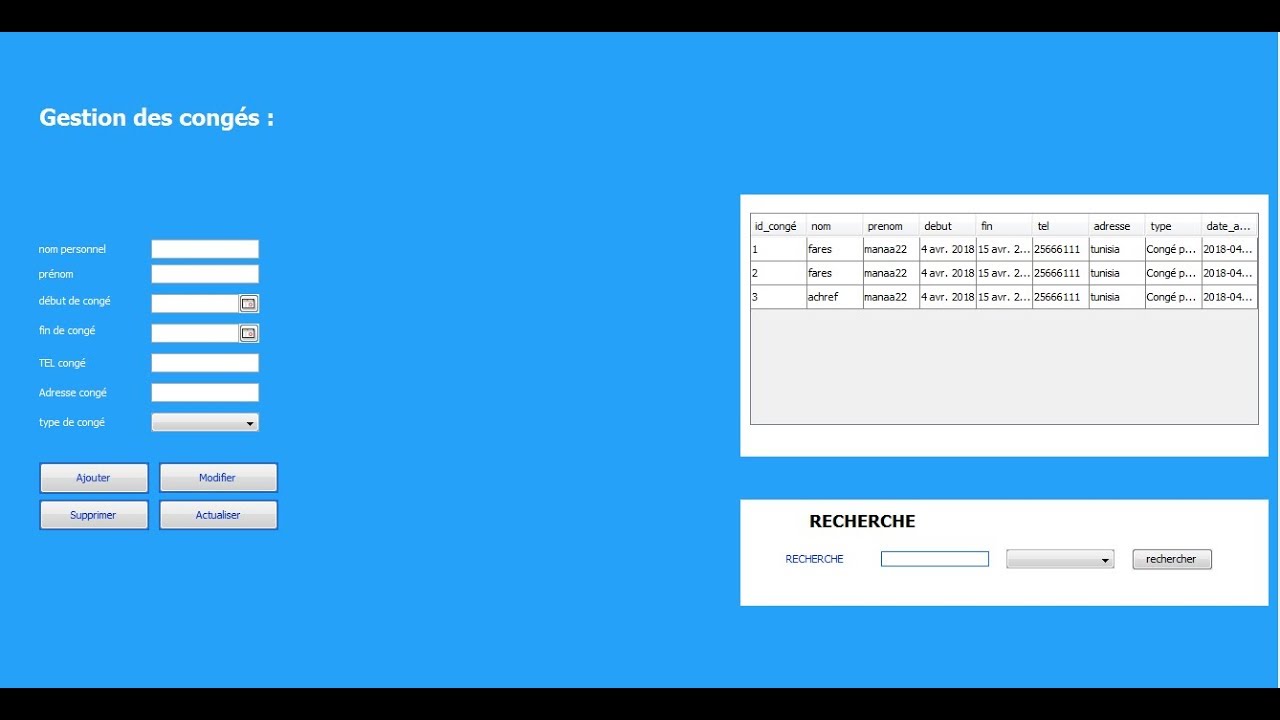 Gestion des congés :
nom personnel
prénom
début de congé
fin de congé
TEL congé
Adresse congé
type de congé
Ajouter Modifier
Supprimer Actualiser
id_congé nom prenom debut fin tel adresse type date_a...
1 fares manaa22 4 avr. 2018 15 avr. 2... 25666111 tunisia Congé p... 2018-04...
2 fares manaa22 4 avr. 2018 15 avr. 2... 25666111 tunisia Congé p... 2018-04...
3 achref manaa22 4 avr. 2018 15 avr. 2... 25666111 tunisia Congé p... 2018-04...
RECHERCHE
RECHERCHE rechercher